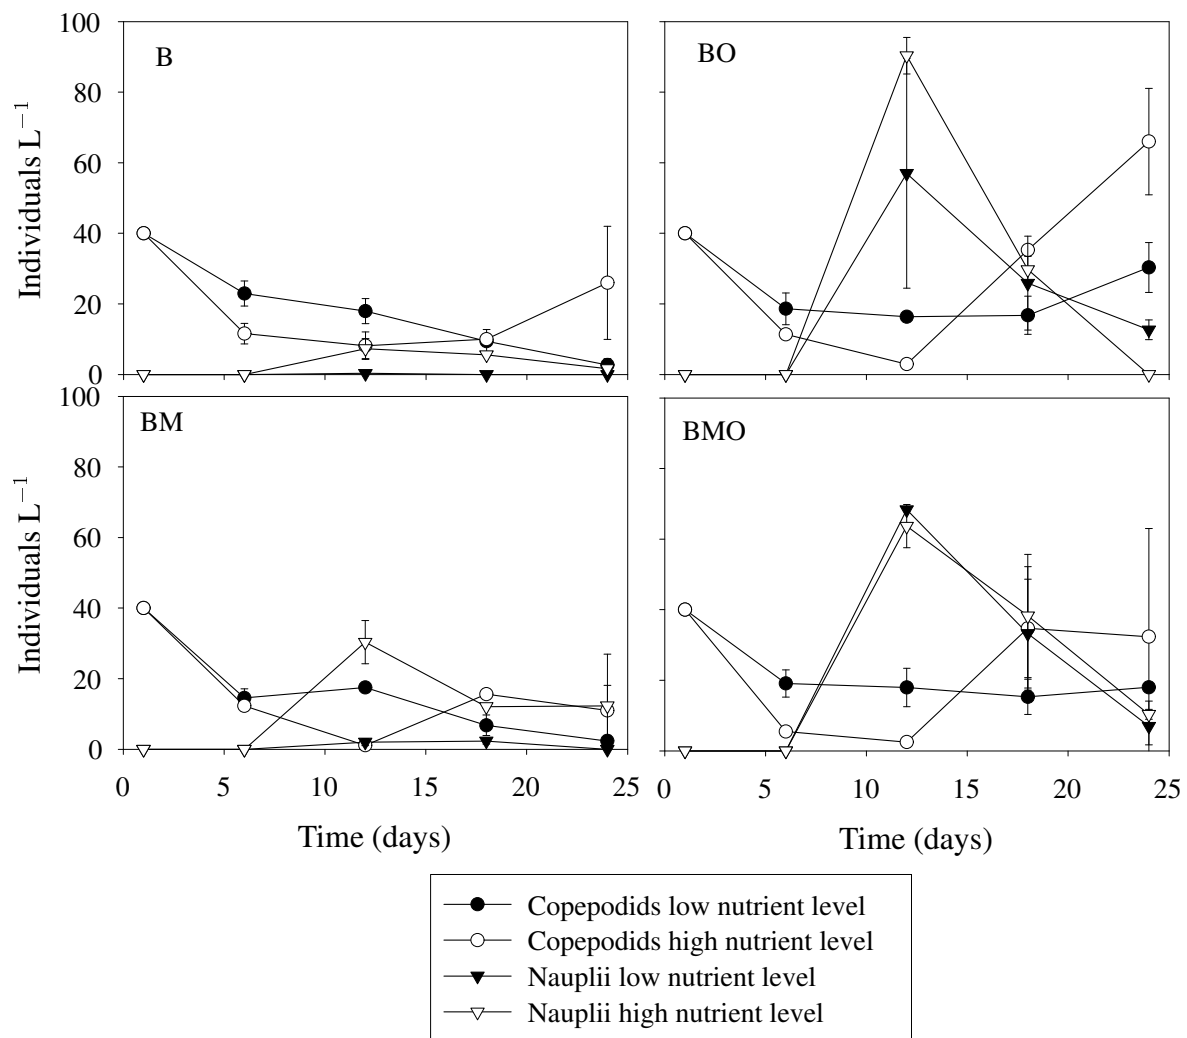 B
BO
100
80
60
40
20
0
Individuals L⁻¹
BM
BMO
100
80
60
40
20
0
Individuals L⁻¹
0 5 10 15 20 25
0 5 10 15 20 25
Time (days)
Time (days)
Copepodids low nutrient level
Copepodids high nutrient level
Nauplii low nutrient level
Nauplii high nutrient level